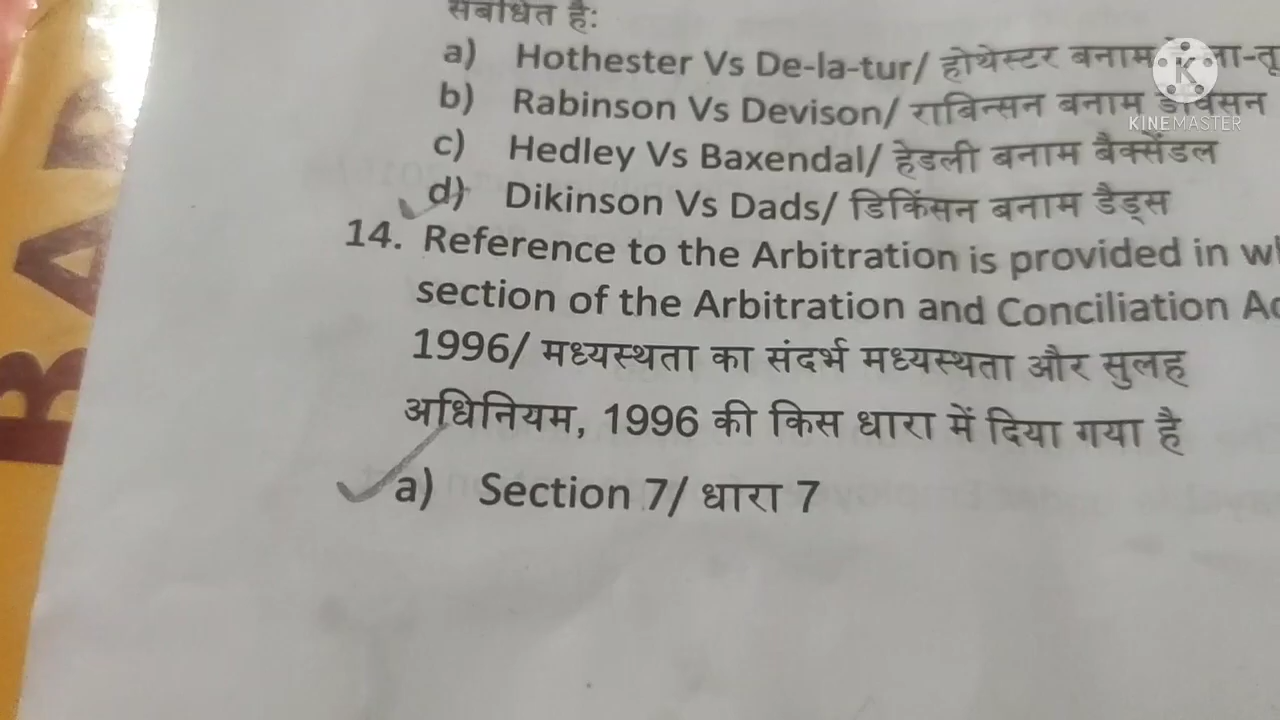 संबंधित है:
a) Hothester Vs De-la-tur/ होथेस्टर बनाम
b) Rabinson Vs Devison/ राबिन्सन बनाम डेविसन
c) Hedley Vs Baxendal/ हेडली बनाम बैक्सेंडल
d) Dikinson Vs Dads/ डिकिंसन बनाम डैड्स
14. Reference to the Arbitration is provided in
section of the Arbitration and Conciliation
1996/ मध्यस्थता का संदर्भ मध्यस्थता और सुलह
अधिनियम, 1996 की किस धारा में दिया गया है
a) Section 7/ धारा 7
K
KINEMASTER
BAD